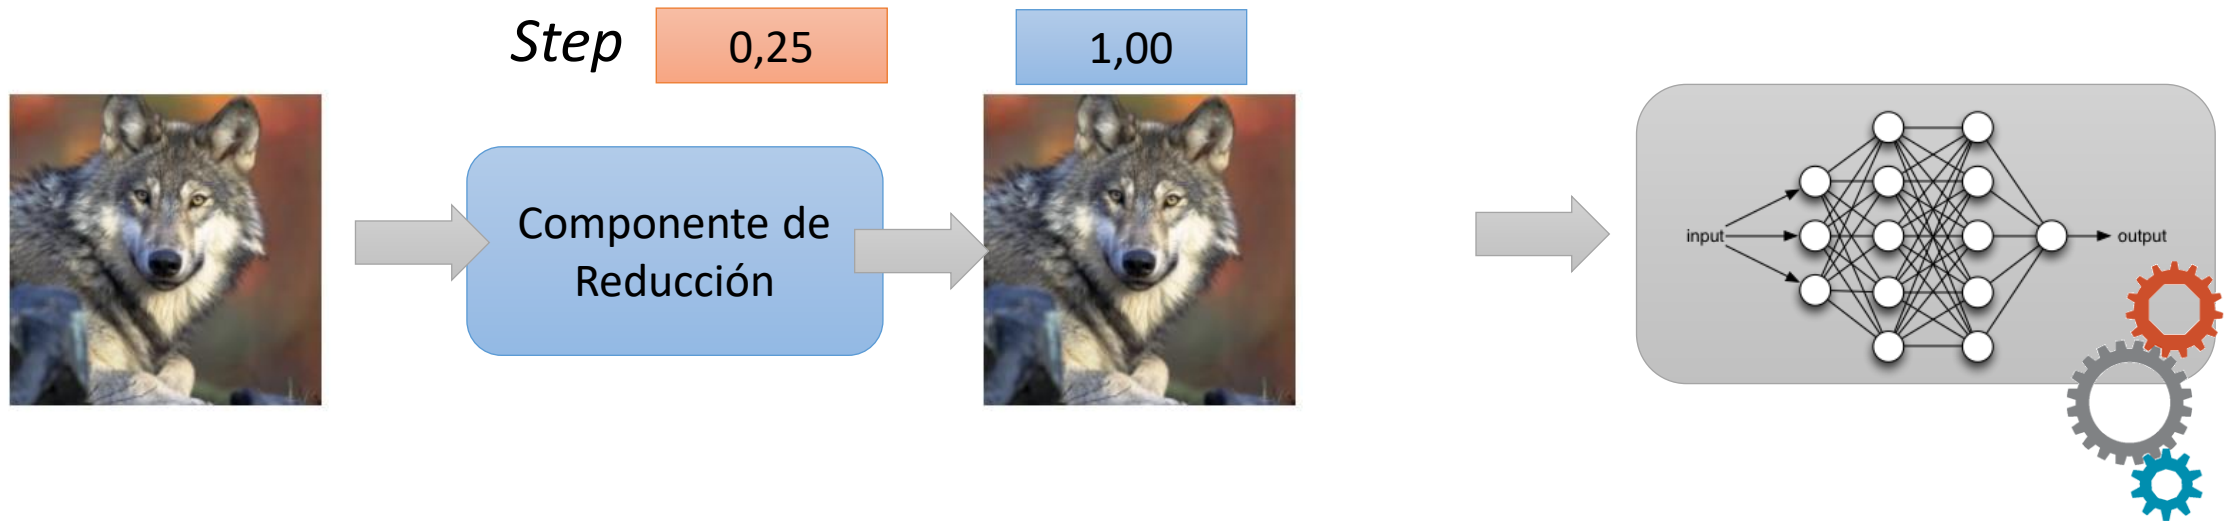 Step
0,25
1,00
Componente de
Reducción
input
output